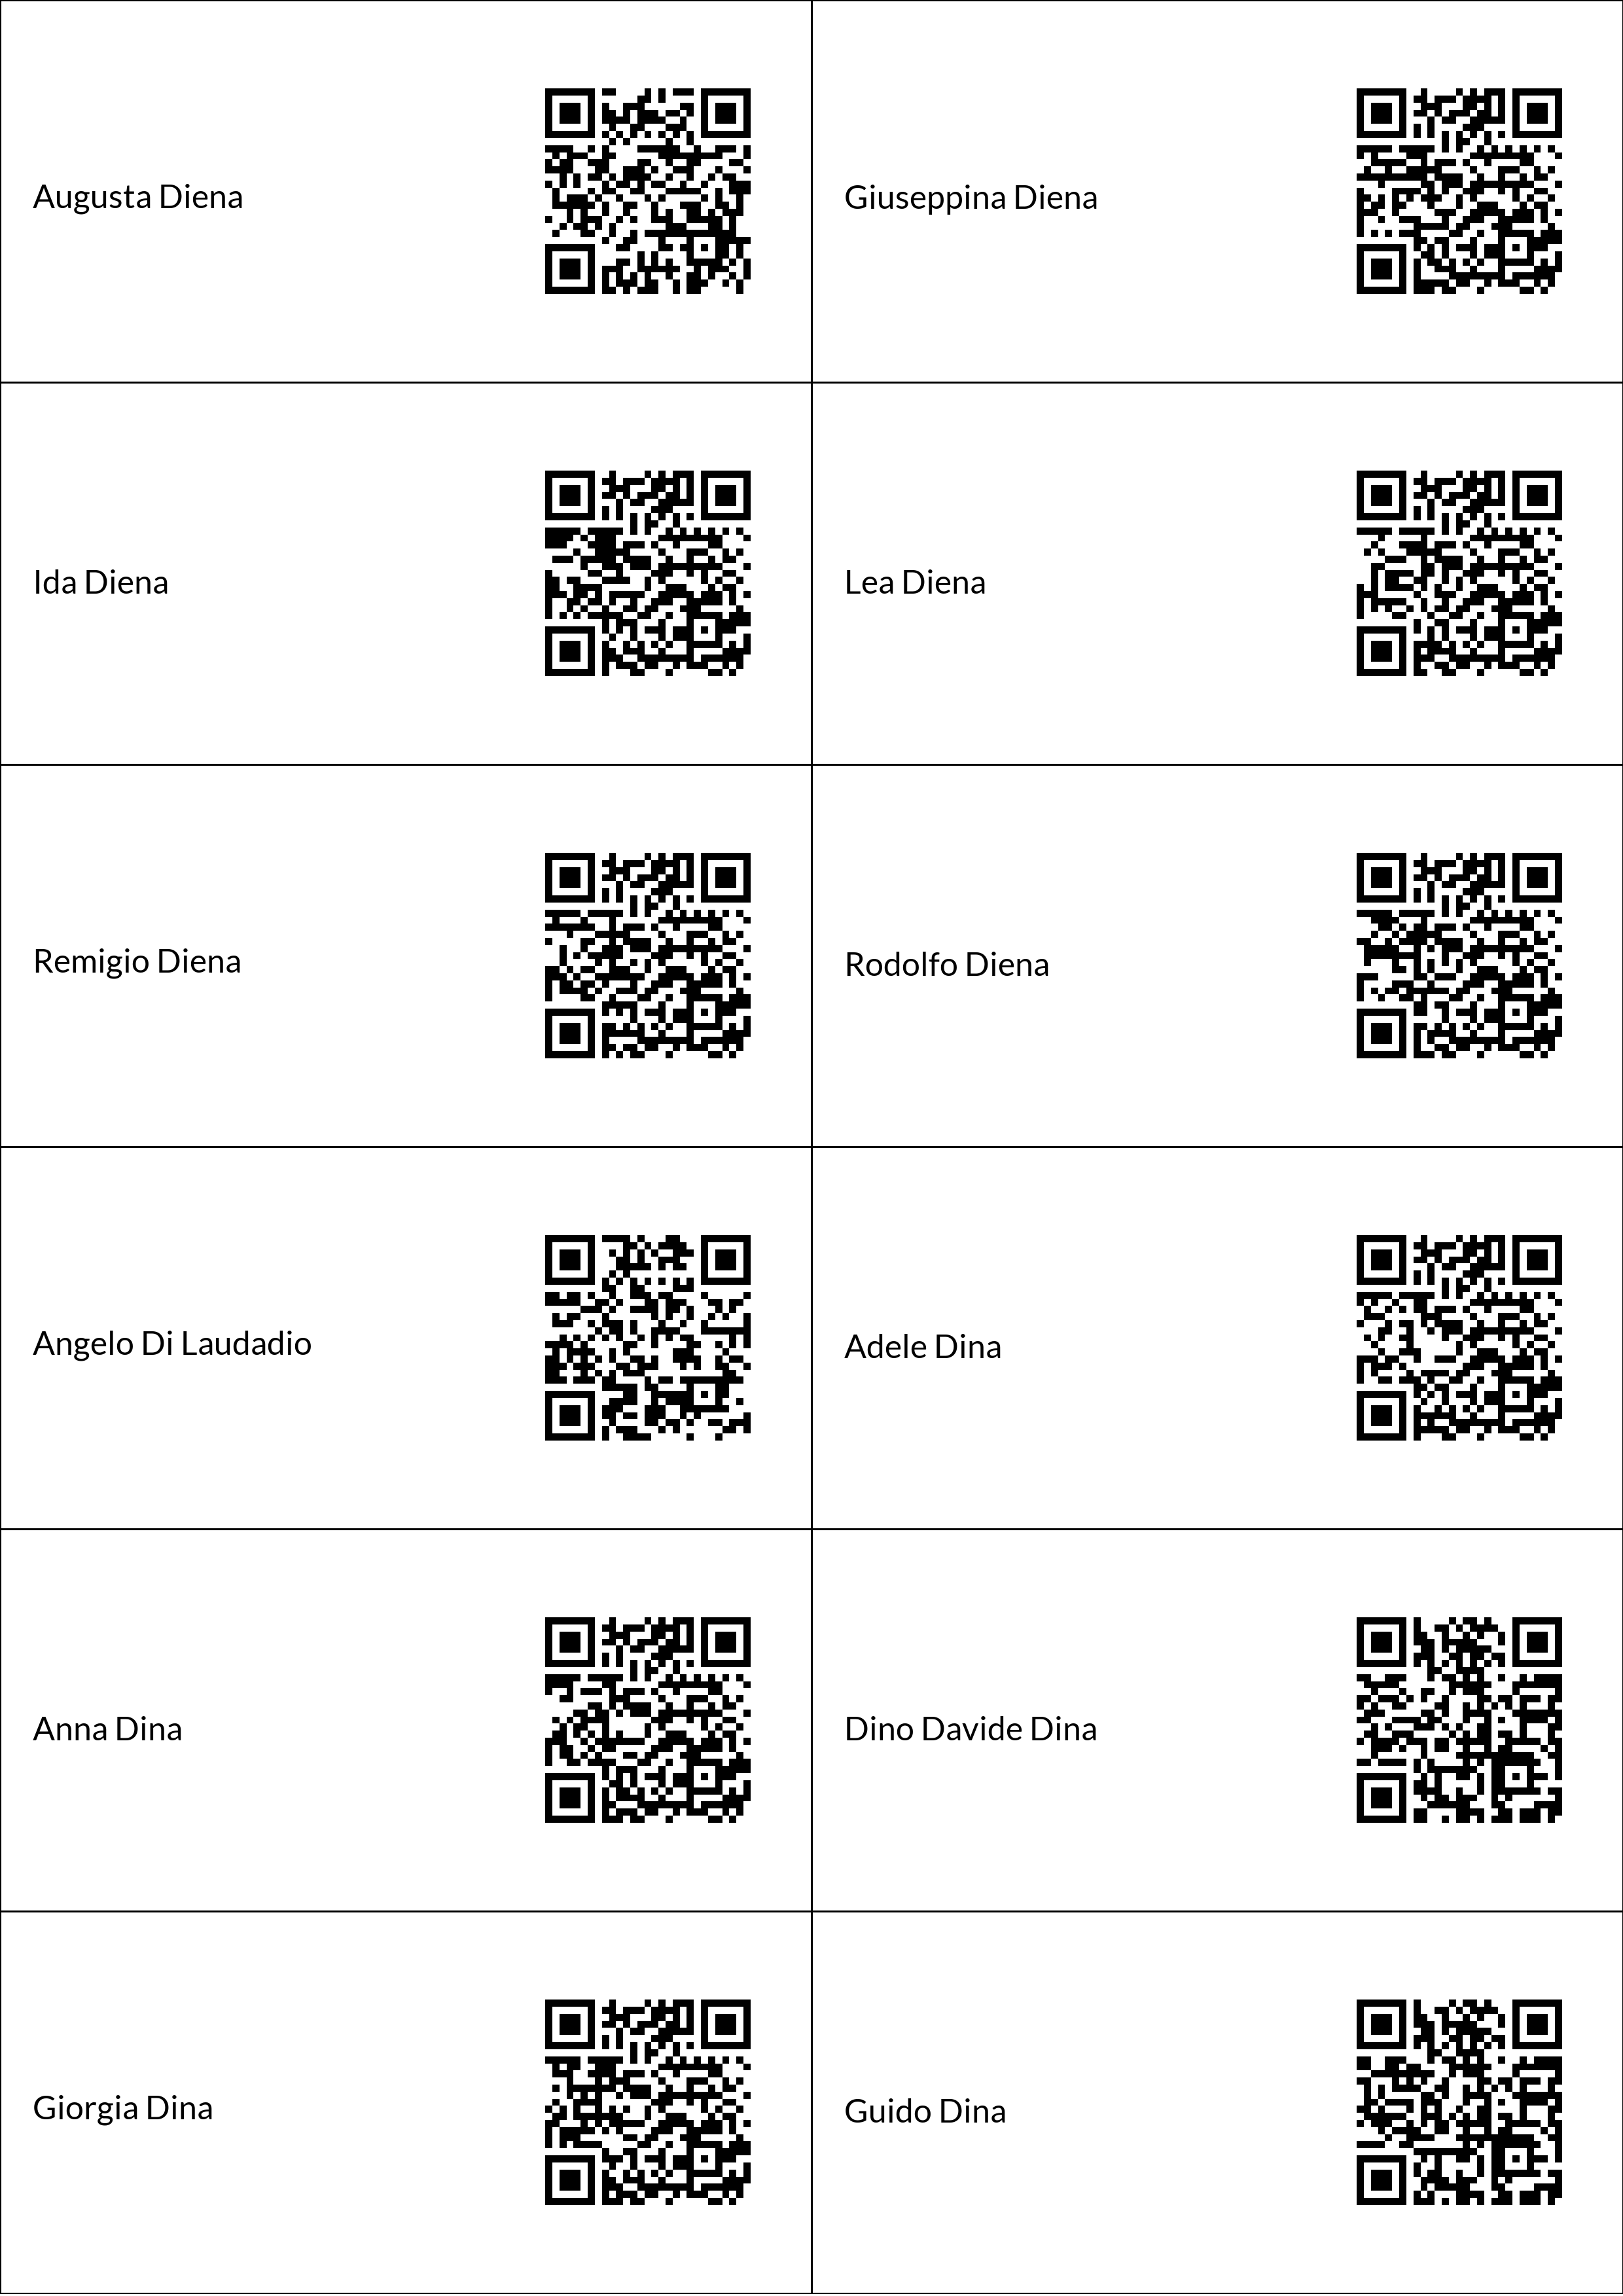 Augusta Diena
Giuseppina Diena
Ida Diena
Lea Diena
Remigio Diena
Rodolfo Diena
Angelo Di Laudadio
Adele Dina
Anna Dina
Dino Davide Dina
Giorgia Dina
Guido Dina